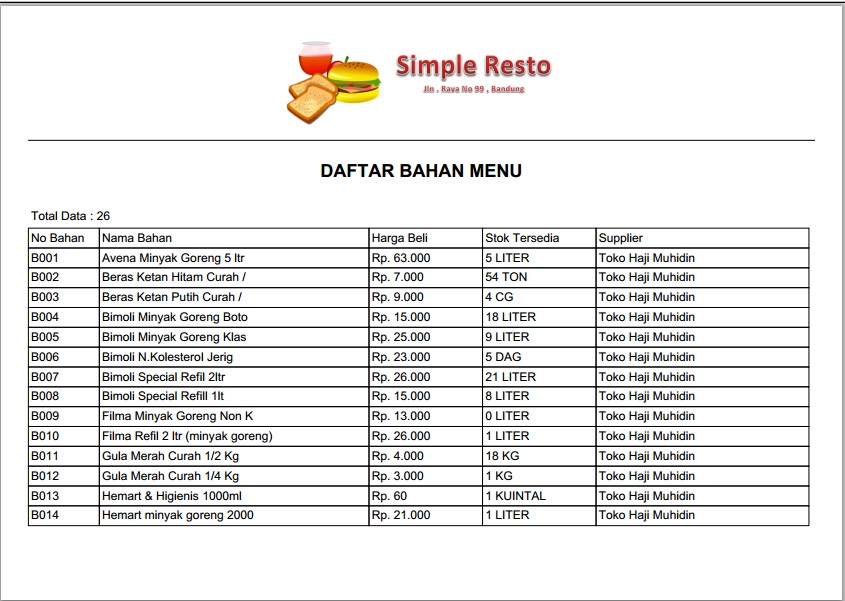 Simple Resto
Jln . Raya No 99 , Bandung
DAFTAR BAHAN MENU
Total Data : 26
No Bahan Nama Bahan Harga Beli Stok Tersedia Supplier
B001 Avena Minyak Goreng 5 ltr Rp. 63.000 5 LITER Toko Haji Muhidin
B002 Beras Ketan Hitam Curah / Rp. 7.000 54 TON Toko Haji Muhidin
B003 Beras Ketan Putih Curah / Rp. 9.000 4 CG Toko Haji Muhidin
B004 Bimoli Minyak Goreng Boto Rp. 15.000 18 LITER Toko Haji Muhidin
B005 Bimoli Minyak Goreng Klas Rp. 25.000 9 LITER Toko Haji Muhidin
B006 Bimoli N.Kolesterol Jerig Rp. 23.000 5 DAG Toko Haji Muhidin
B007 Bimoli Special Refil 2ltr Rp. 26.000 21 LITER Toko Haji Muhidin
B008 Bimoli Special Refill 1lt Rp. 15.000 8 LITER Toko Haji Muhidin
B009 Filma Minyak Goreng Non K Rp. 13.000 0 LITER Toko Haji Muhidin
B010 Filma Refil 2 ltr (minyak goreng) Rp. 26.000 1 LITER Toko Haji Muhidin
B011 Gula Merah Curah 1/2 Kg Rp. 4.000 18 KG Toko Haji Muhidin
B012 Gula Merah Curah 1/4 Kg Rp. 3.000 1 KG Toko Haji Muhidin
B013 Hemart & Higienis 1000ml Rp. 60 1 KUINTAL Toko Haji Muhidin
B014 Hemart minyak goreng 2000 Rp. 21.000 1 LITER Toko Haji Muhidin